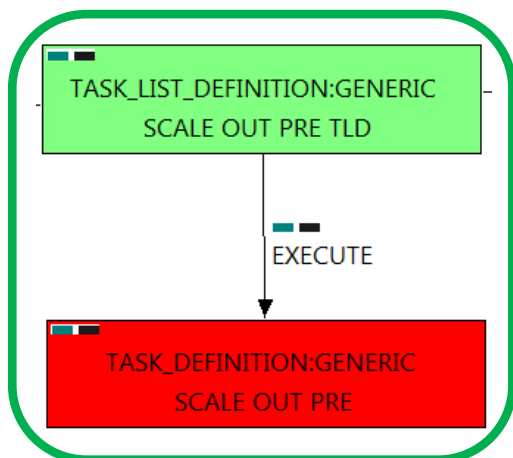 TASK_LIST_DEFINITION:GENERIC
SCALE OUT PRE TLD
EXECUTE
TASK_DEFINITION:GENERIC
SCALE OUT PRE